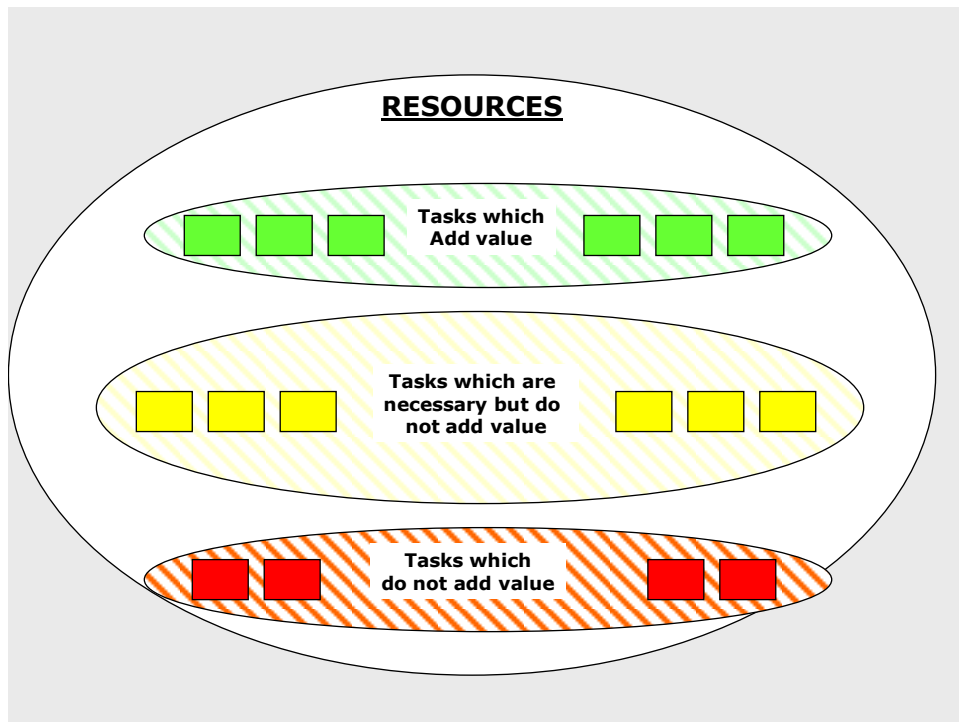 RESOURCES
Tasks which
Add value
Tasks which are
necessary but do
not add value
Tasks which
do not add value